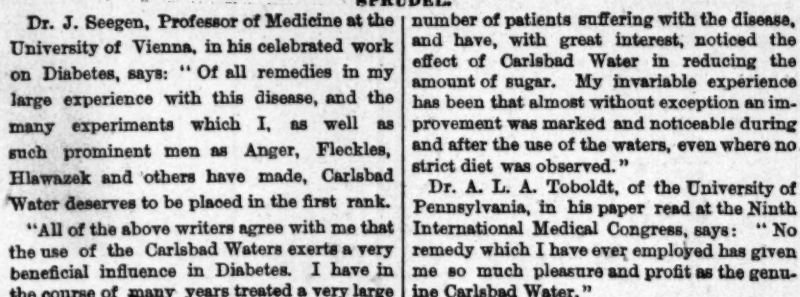 SPRUDEL.
Dr. J. Seegen, Professor of Medicine at the
University of Vienna, in his celebrated work
on Diabetes, says: "Of all remedies in my
large experience with this disease, and the
many experiments which I, as well as
such prominent men as Anger, Fleckles,
Hlawazek and others have made, Carlsbad
Water deserves to be placed in the first rank.
"All of the above writers agree with me that
the use of the Carlsbad Waters exerts a very
beneficial influence in Diabetes. I have in
the course of many years treated a very large
number of patients suffering with the disease,
and have, with great interest, noticed the
effect of Carlsbad Water in reducing the
amount of sugar. My invariable experience
has been that almost without exception an im-
provement was marked and noticeable during
and after the use of the waters, even where no
strict diet was observed."
Dr. A. L. A. Toboldt, of the University of
Pennsylvania, in his paper read at the Ninth
International Medical Congress, says: "No
remedy which I have ever employed has given
me so much pleasure and profit as the genu-
ine Carlsbad Water."